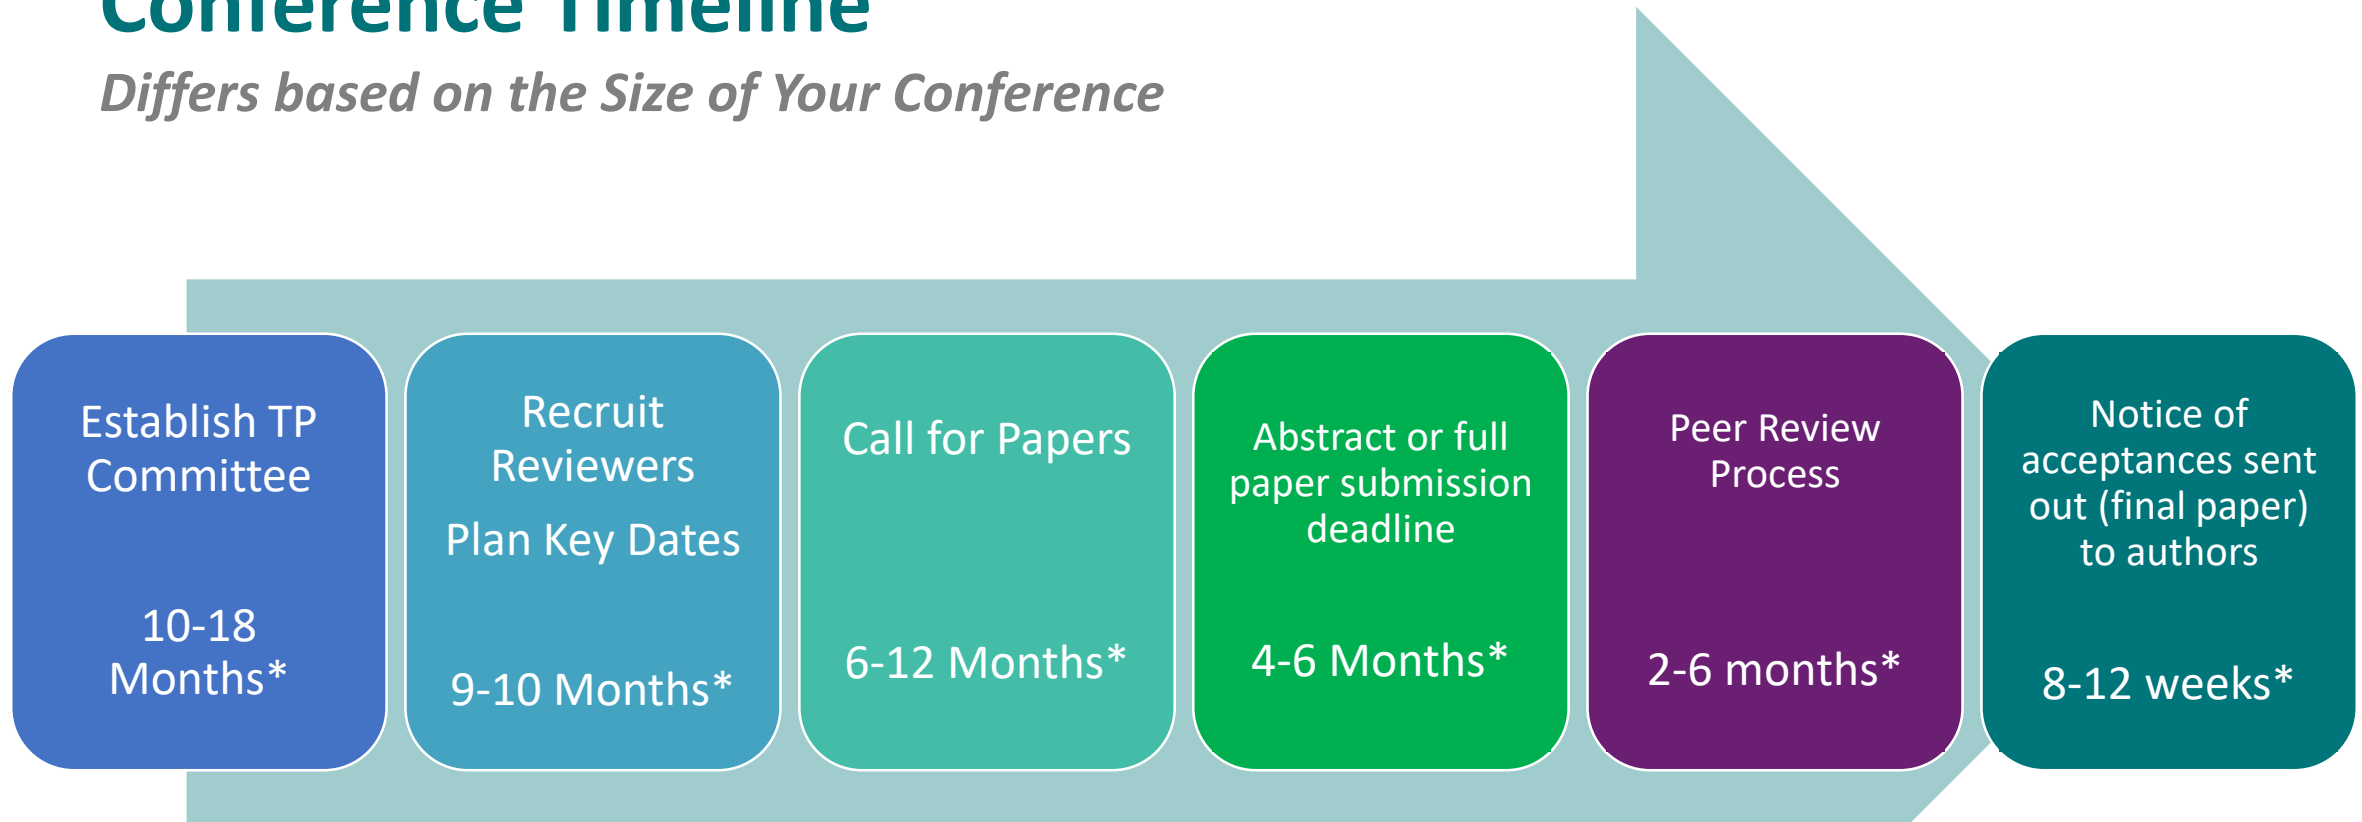 Conference Timeline
Differs based on the Size of Your Conference
Establish TP
Committee
10-18
Months*
Recruit
Reviewers
Plan Key Dates
9-10 Months*
Call for Papers
6-12 Months*
Abstract or full
paper submission
deadline
4-6 Months*
Peer Review
Process
2-6 months*
Notice of
acceptances sent
out (final paper)
to authors
8-12 weeks*